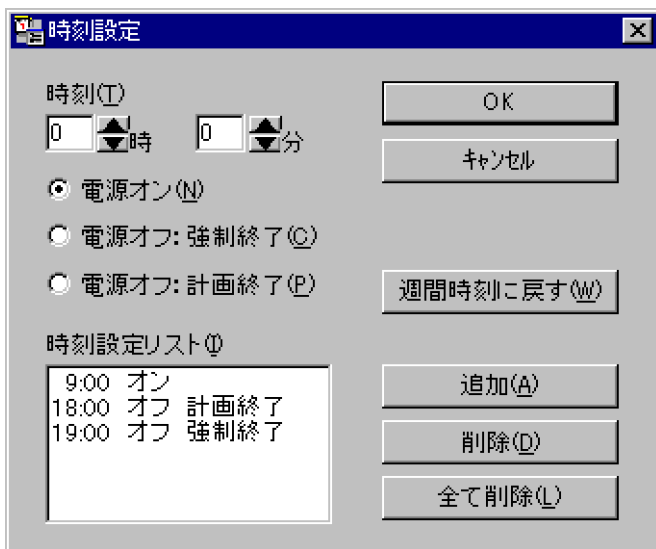 時刻設定
時刻(T)
0 時 0 分
OK
キャンセル
電源オン(N)
電源オフ: 強制終了(C)
電源オフ: 計画終了(P)
週間時刻に戻す(W)
時刻設定リスト(I)
9:00 オン
18:00 オフ 計画終了
19:00 オフ 強制終了
追加(A)
削除(D)
全て削除(L)